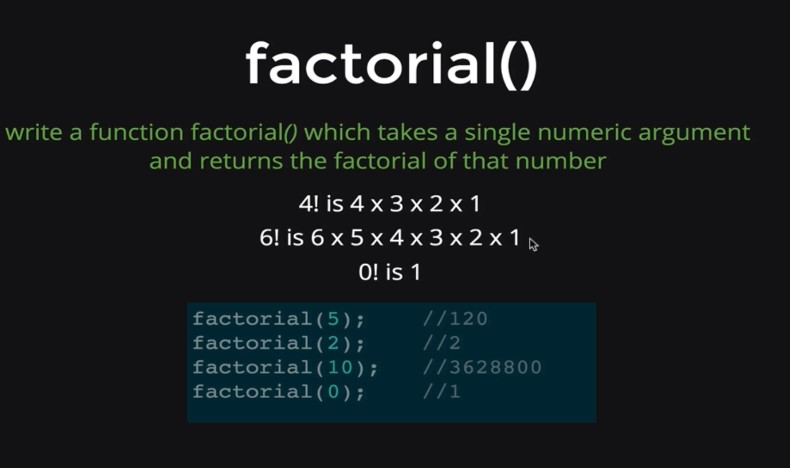 factorial()
write a function factorial() which takes a single numeric argument
and returns the factorial of that number
4! is 4 x 3 x 2 x 1
6! is 6 x 5 x 4 x 3 x 2 x 1
0! is 1
factorial(5); //120
factorial(2); //2
factorial(10); //3628800
factorial(0); //1